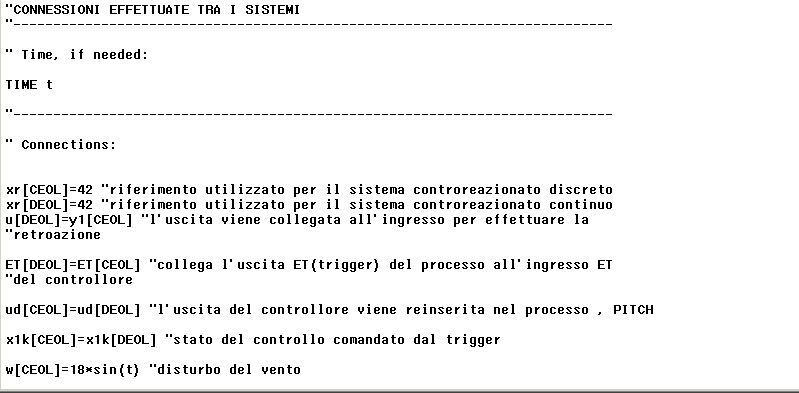 "CONNESSIONI EFFETTUATE TRA I SISTEMI
"---------------------------------------------------------------------------
" Time, if needed:
TIME t
"---------------------------------------------------------------------------
" Connections:
xr[CEOL]=42 "riferimento utilizzato per il sistema controreazionato discreto
xr[DEOL]=42 "riferimento utilizzato per il sistema controreazionato continuo
u[DEOL]=y1[CEOL] "l'uscita viene collegata all'ingresso per effettuare la
"retroazione
ET[DEOL]=ET[CEOL] "collega l'uscita ET(trigger) del processo all'ingresso ET
"del controllore
ud[CEOL]=ud[DEOL] "l'uscita del controllore viene reinserita nel processo , PITCH
x1k[CEOL]=x1k[DEOL] "stato del controllo comandato dal trigger
w[CEOL]=18*sin(t) "disturbo del vento